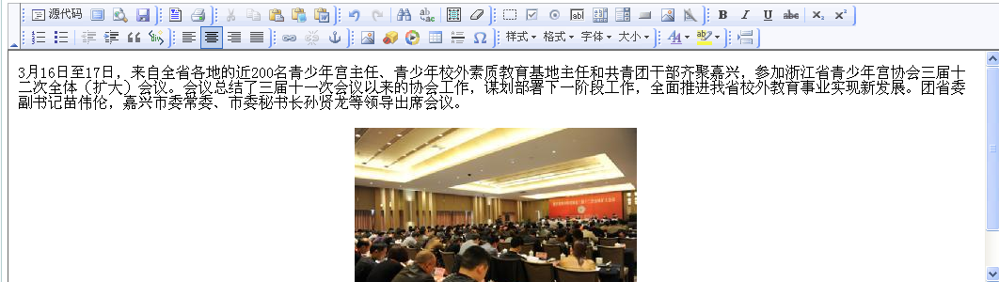 源代码
B I U abc X₂ X²
样式 格式 字体 大小
3月16日至17日，来自全省各地的近200名青少年宫主任、青少年校外素质教育基地主任和共青团干部齐聚嘉兴，参加浙江省青少年宫协会三届十
二次全体（扩大）会议。会议总结了三届十一次会议以来的协会工作，谋划部署下一阶段工作，全面推进我省校外教育事业实现新发展。团省委
副书记苗伟伦，嘉兴市委常委、市委秘书长孙贤龙等领导出席会议。